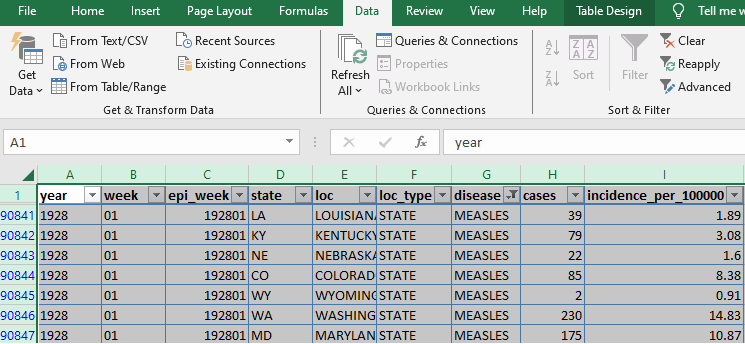 File Home Insert Page Layout Formulas Data Review View Help Table Design Tell me w
From Text/CSV Recent Sources Queries & Connections Clear
Get Data From Web Existing Connections Refresh All Properties Sort Filter Reapply
From Table/Range Workbook Links Advanced
Get & Transform Data Queries & Connections Sort & Filter
A1 fx year
A B C D E F G H I
1 year week epi_week state loc loc_type disease cases incidence_per_100000
90841 1928 01 192801 LA LOUISIANA STATE MEASLES 39 1.89
90842 1928 01 192801 KY KENTUCKY STATE MEASLES 79 3.08
90843 1928 01 192801 NE NEBRASKA STATE MEASLES 22 1.6
90844 1928 01 192801 CO COLORAD STATE MEASLES 85 8.38
90845 1928 01 192801 WY WYOMING STATE MEASLES 2 0.91
90846 1928 01 192801 WA WASHING STATE MEASLES 230 14.83
90847 1928 01 192801 MD MARYLAN STATE MEASLES 175 10.87